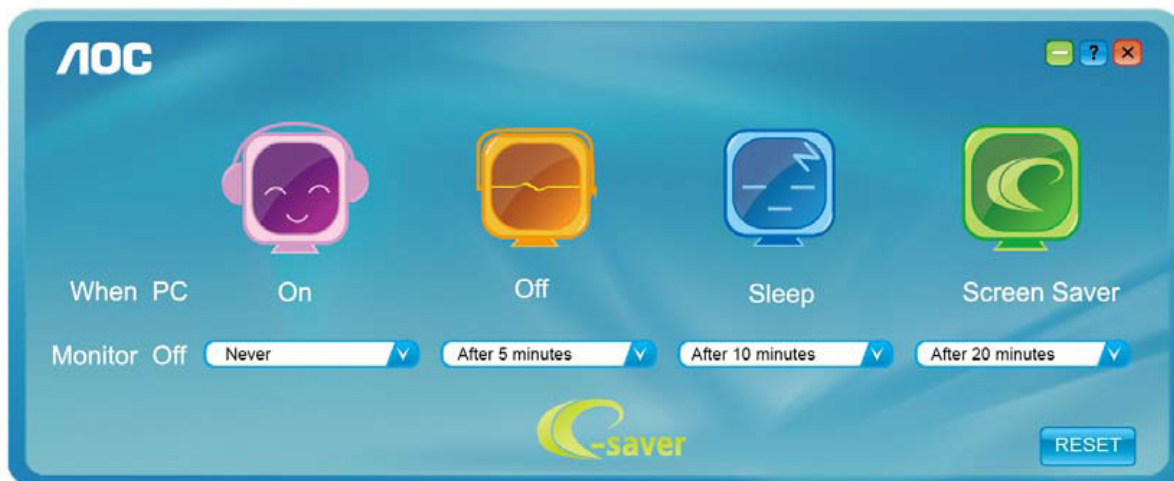 AOC
?
When PC On Off Sleep Screen Saver
Monitor Off Never After 5 minutes After 10 minutes After 20 minutes
e-saver
RESET